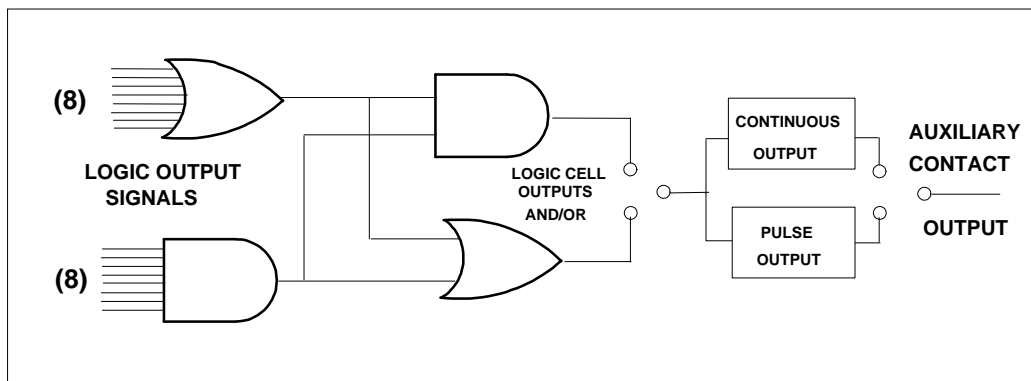 (8)
LOGIC OUTPUT
SIGNALS
(8)
LOGIC CELL
OUTPUTS
AND/OR
CONTINUOUS
OUTPUT
PULSE
OUTPUT
AUXILIARY
CONTACT
OUTPUT